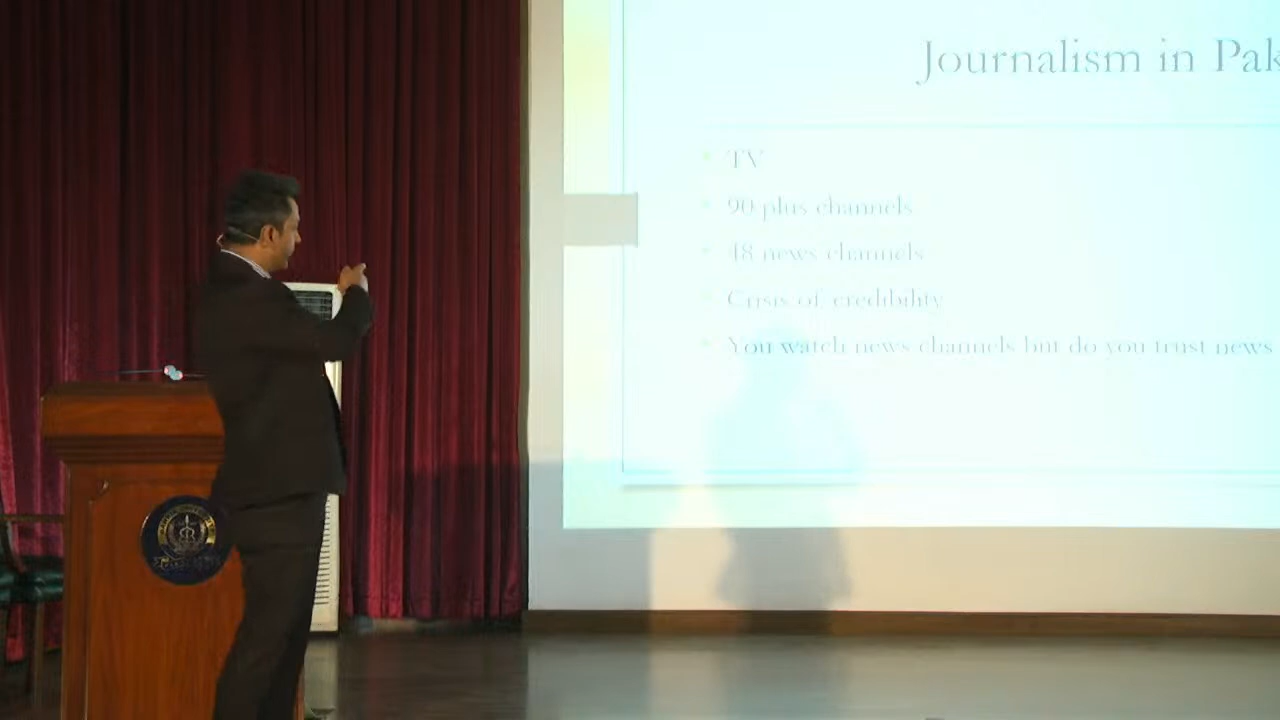 Journalism in Pak
TV
90 plus channels
48 news channels
Crisis of credibility
You watch news channels but do you trust news